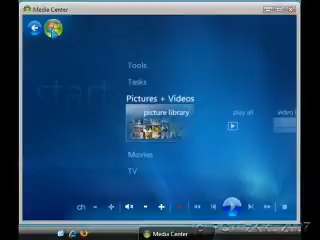 Media Center
start
Tools
Tasks
Pictures + Videos
picture library
play all
video l
Movies
TV
ch - +
- +
Media Center